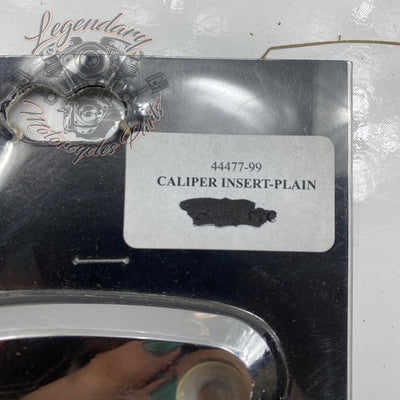 Legendary
Motorcycles Parts
44477-99
CALIPER INSERT-PLAIN